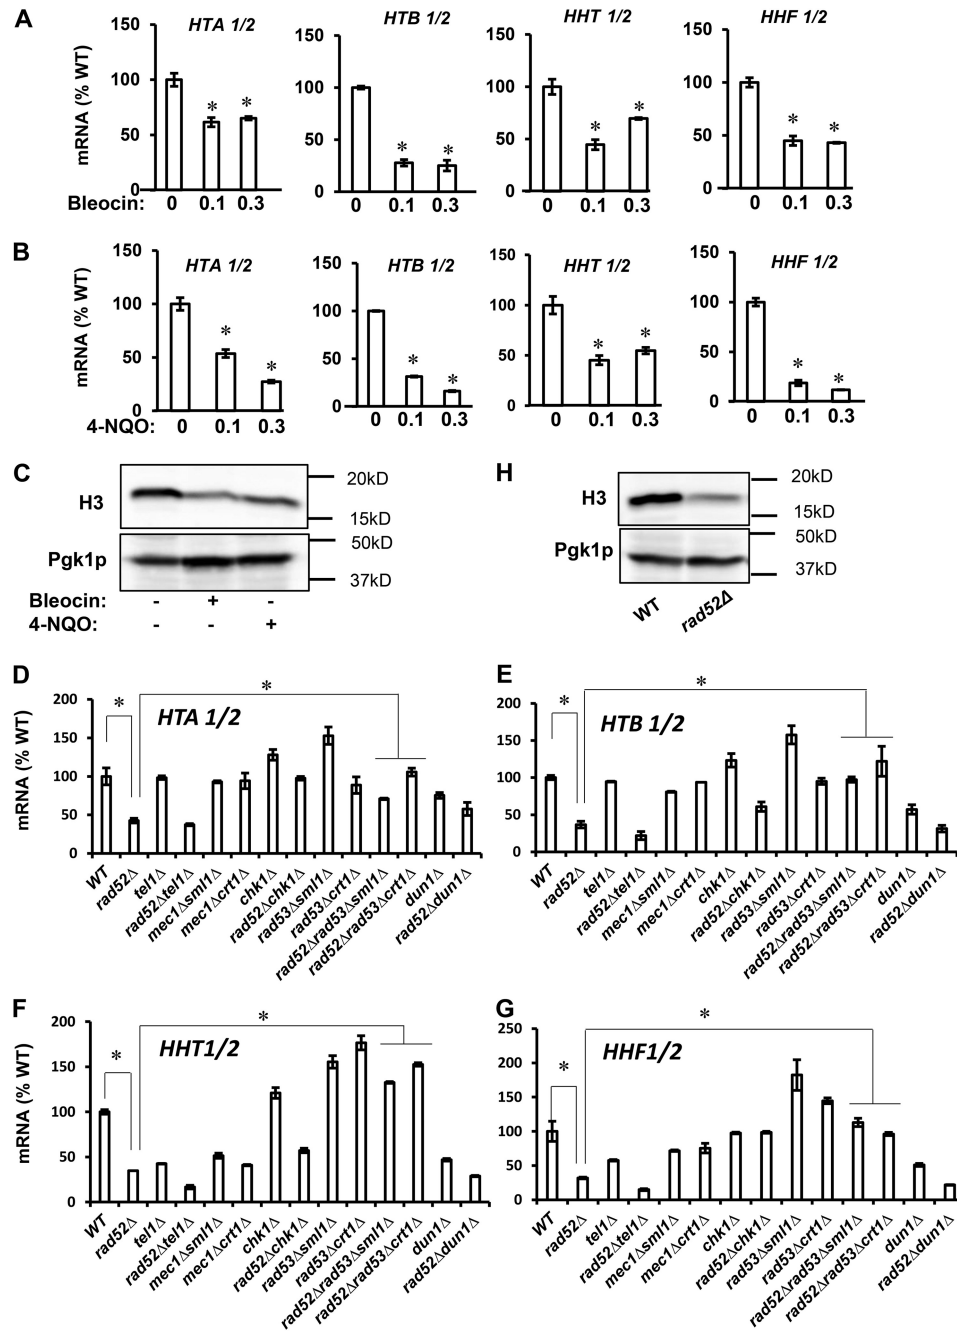 A
HTA 1/2
HTB 1/2
HHT 1/2
HHF 1/2
mRNA (% WT)
150
100
50
0
*
*
150
100
50
0
*
*
150
100
50
0
*
*
150
100
50
0
*
*
Bleocin: 0 0.1 0.3
0 0.1 0.3
0 0.1 0.3
0 0.1 0.3
B
HTA 1/2
HTB 1/2
HHT 1/2
HHF 1/2
mRNA (% WT)
150
100
50
0
*
*
150
100
50
0
*
*
150
100
50
0
*
*
150
100
50
0
*
*
4-NQO: 0 0.1 0.3
0 0.1 0.3
0 0.1 0.3
0 0.1 0.3
C
H3
20kD
15kD
Pgk1p
50kD
37kD
Bleocin: - + -
4-NQO: - - +
H
H3
20kD
15kD
Pgk1p
50kD
37kD
WT
rad52Δ
D
HTA 1/2
mRNA (% WT)
200
150
100
50
0
*
*
WT
rad52Δ
tel1Δ
rad52Δtel1Δ
mec1Δsml1Δ
mec1Δcrt1Δ
chk1Δ
rad52Δchk1Δ
rad53Δsml1Δ
rad53Δcrt1Δ
rad52Δrad53Δsml1Δ
rad52Δrad53Δcrt1Δ
dun1Δ
rad52Δdun1Δ
E
HTB 1/2
200
150
100
50
0
*
*
WT
rad52Δ
tel1Δ
rad52Δtel1Δ
mec1Δsml1Δ
mec1Δcrt1Δ
chk1Δ
rad52Δchk1Δ
rad53Δsml1Δ
rad53Δcrt1Δ
rad52Δrad53Δsml1Δ
rad52Δrad53Δcrt1Δ
dun1Δ
rad52Δdun1Δ
F
HHT1/2
mRNA (% WT)
200
150
100
50
0
*
*
WT
rad52Δ
tel1Δ
rad52Δtel1Δ
mec1Δsml1Δ
mec1Δcrt1Δ
chk1Δ
rad52Δchk1Δ
rad53Δsml1Δ
rad53Δcrt1Δ
rad52Δrad53Δsml1Δ
rad52Δrad53Δcrt1Δ
dun1Δ
rad52Δdun1Δ
G
HHF1/2
250
200
150
100
50
0
*
*
WT
rad52Δ
tel1Δ
rad52Δtel1Δ
mec1Δsml1Δ
mec1Δcrt1Δ
chk1Δ
rad52Δchk1Δ
rad53Δsml1Δ
rad53Δcrt1Δ
rad52Δrad53Δsml1Δ
rad52Δrad53Δcrt1Δ
dun1Δ
rad52Δdun1Δ